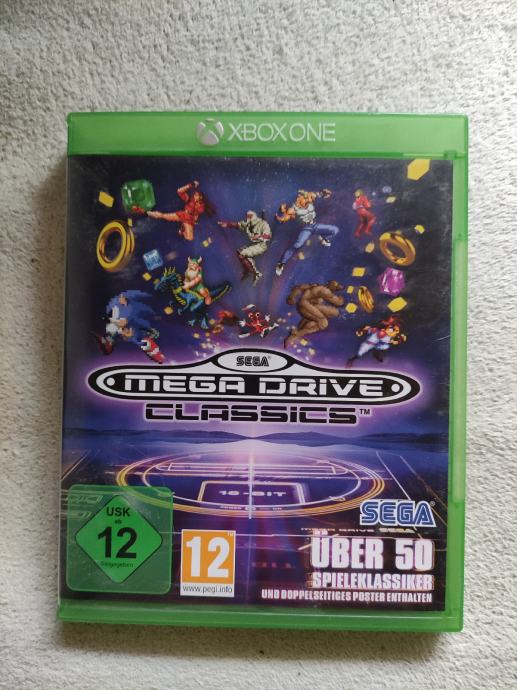 XBOX ONE
SEGA
MEGA DRIVE
CLASSICS™
16-BIT
SEGA
USK
ab
12
freigegeben
12
www.pegi.info
ÜBER 50
SPIELEKLASSIKER
UND DOPPELSEITIGES POSTER ENTHALTEN